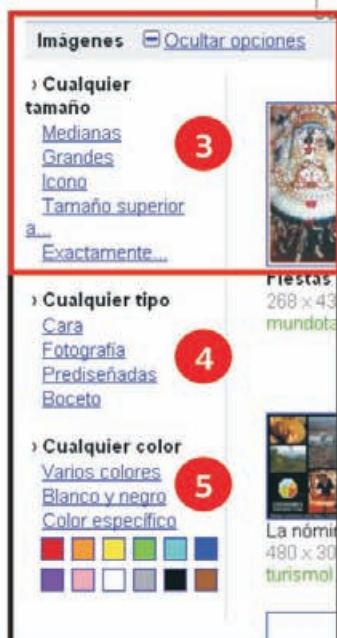 Imágenes Ocultar opciones
› Cualquier
tamaño
Medianas
Grandes
Icono
Tamaño superior
a...
Exactamente...
3
Fiestas
268 × 43
mundota
› Cualquier tipo
Cara
Fotografía
Prediseñadas
Boceto
4
› Cualquier color
Varios colores
Blanco y negro
Color específico
5
La nómi
480 × 30
turismol